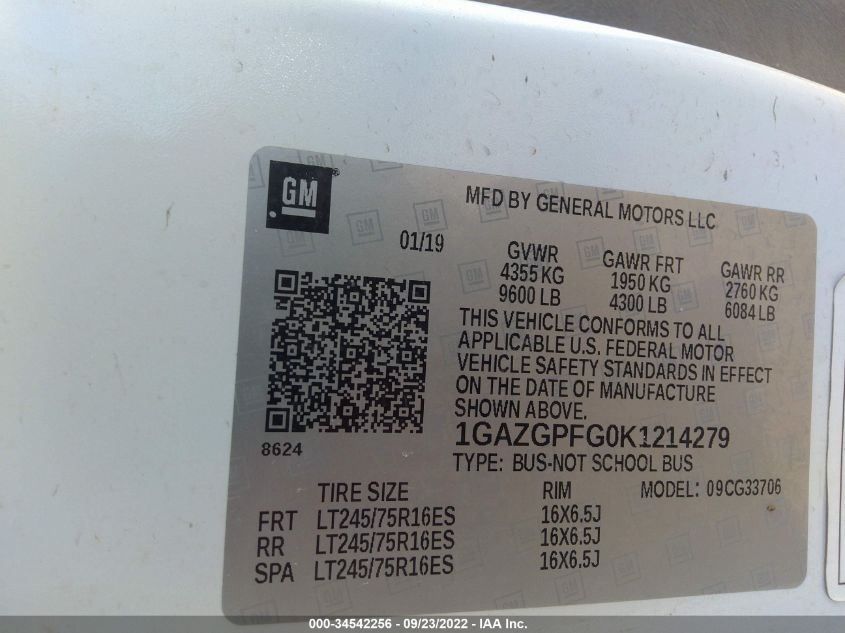 GM
MFD BY GENERAL MOTORS LLC
01/19
GVWR GAWR FRT GAWR RR
4355 KG 1950 KG 2760 KG
9600 LB 4300 LB 6084 LB
THIS VEHICLE CONFORMS TO ALL
APPLICABLE U.S. FEDERAL MOTOR
VEHICLE SAFETY STANDARDS IN EFFECT
ON THE DATE OF MANUFACTURE
SHOWN ABOVE.
8624
1GAZGPFG0K1214279
TYPE: BUS-NOT SCHOOL BUS
TIRE SIZE RIM MODEL: 09CG33706
FRT LT245/75R16ES 16X6.5J
RR LT245/75R16ES 16X6.5J
SPA LT245/75R16ES 16X6.5J
000-34542256 - 09/23/2022 - IAA Inc.